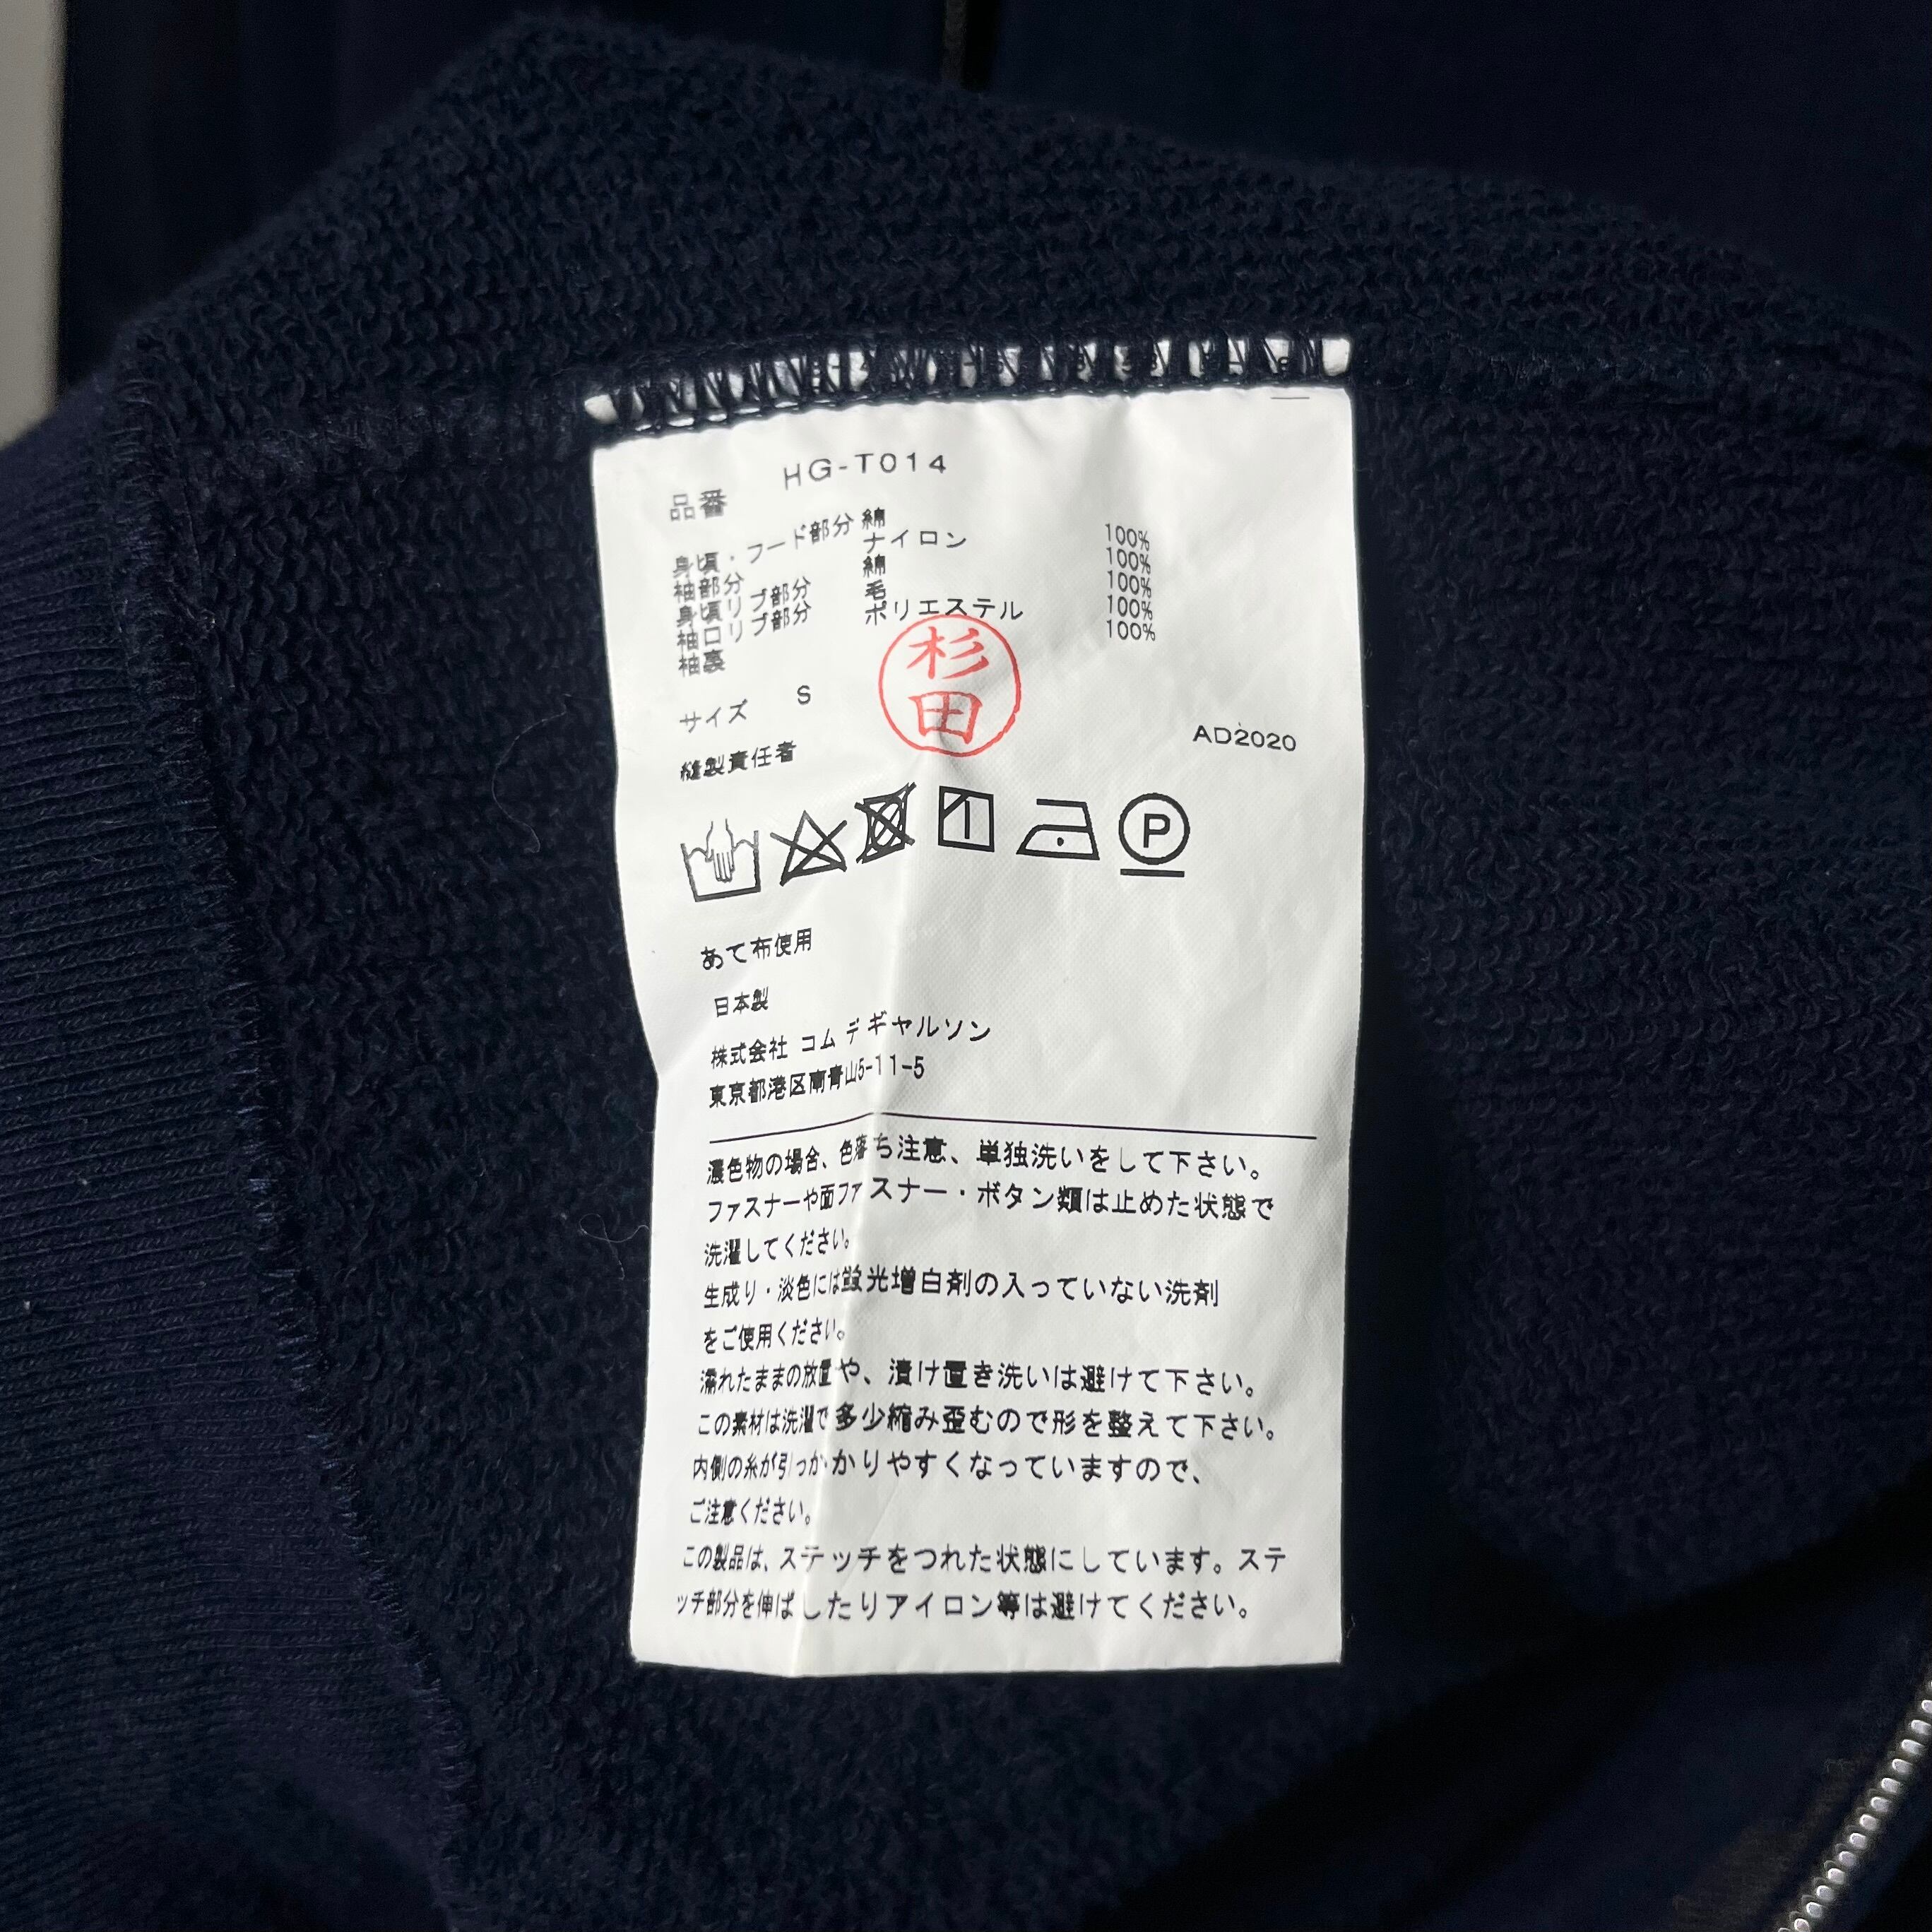 品番 HG-T014
身頃・フード部分 綿 100%
袖部分 ナイロン 100%
身頃リブ部分 綿 100%
袖口リブ部分 毛 100%
袖裏 ポリエステル 100%
サイズ S
杉田
縫製責任者
AD2020
P
あて布使用
日本製
株式会社 コム デ ギャルソン
東京都港区南青山5-11-5
濃色物の場合、色落ち注意、単独洗いをして下さい。
ファスナーや面ファスナー・ボタン類は止めた状態で
洗濯してください。
生成り・淡色には蛍光増白剤の入っていない洗剤
をご使用ください。
濡れたままの放置や、漬け置き洗いは避けて下さい。
この素材は洗濯で多少縮み歪むので形を整えて下さい。
内側の糸が引っかかりやすくなっていますので、
ご注意ください。
この製品は、ステッチをつれた状態にしています。ステ
ッチ部分を伸ばしたりアイロン等は避けてください。